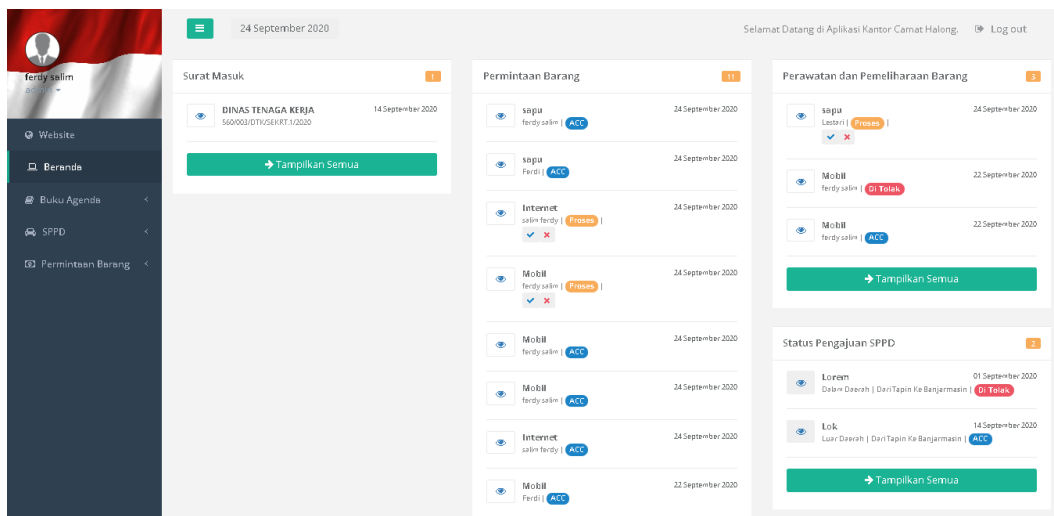 ferdy salim
admin
Website
Beranda
Buku Agenda
SPPD
Permintaan Barang
24 September 2020
Selamat Datang di Aplikasi Kantor Camat Halong.
Log out
Surat Masuk 1
DINAS TENAGA KERJA 14 September 2020
560/003/DTK/SEKRT.1/2020
Tampilkan Semua
Permintaan Barang 11
sapu 24 September 2020
ferdy salim | ACC
sapu 24 September 2020
Ferdi | ACC
Internet 24 September 2020
salim ferdy | Proses |
Mobil 24 September 2020
ferdy salim | Proses |
Mobil 24 September 2020
ferdy salim | ACC
Mobil 24 September 2020
ferdy salim | ACC
Internet 24 September 2020
salim ferdy | ACC
Mobil 22 September 2020
Ferdi | ACC
Perawatan dan Pemeliharaan Barang 3
sapu 24 September 2020
Lestari | Proses |
Mobil 22 September 2020
ferdy salim | Di Tolak
Mobil 22 September 2020
ferdy salim | ACC
Tampilkan Semua
Status Pengajuan SPPD 2
Lorem 01 September 2020
Dalam Daerah | Dari Tapin Ke Banjarmasin | Di Tolak
Lok 14 September 2020
Luar Daerah | Dari Tapin Ke Banjarmasin | ACC
Tampilkan Semua